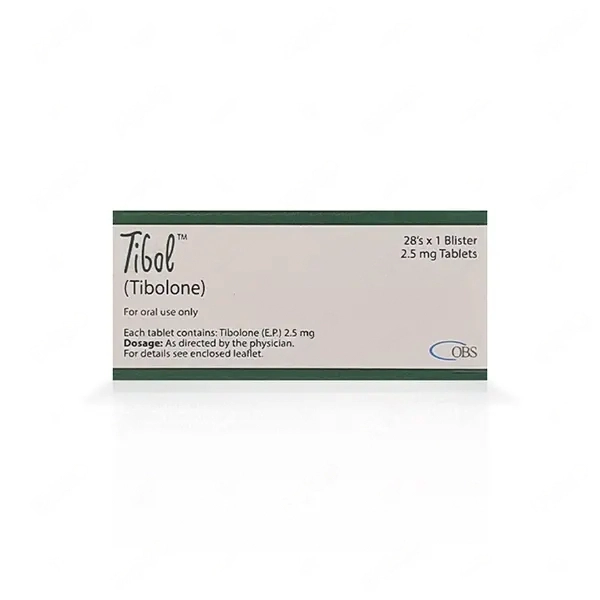 Tibol™
(Tibolone)
For oral use only
Each tablet contains: Tibolone (E.P.) 2.5 mg
Dosage: As directed by the physician.
For details see enclosed leaflet.
28's x 1 Blister
2.5 mg Tablets
OBS